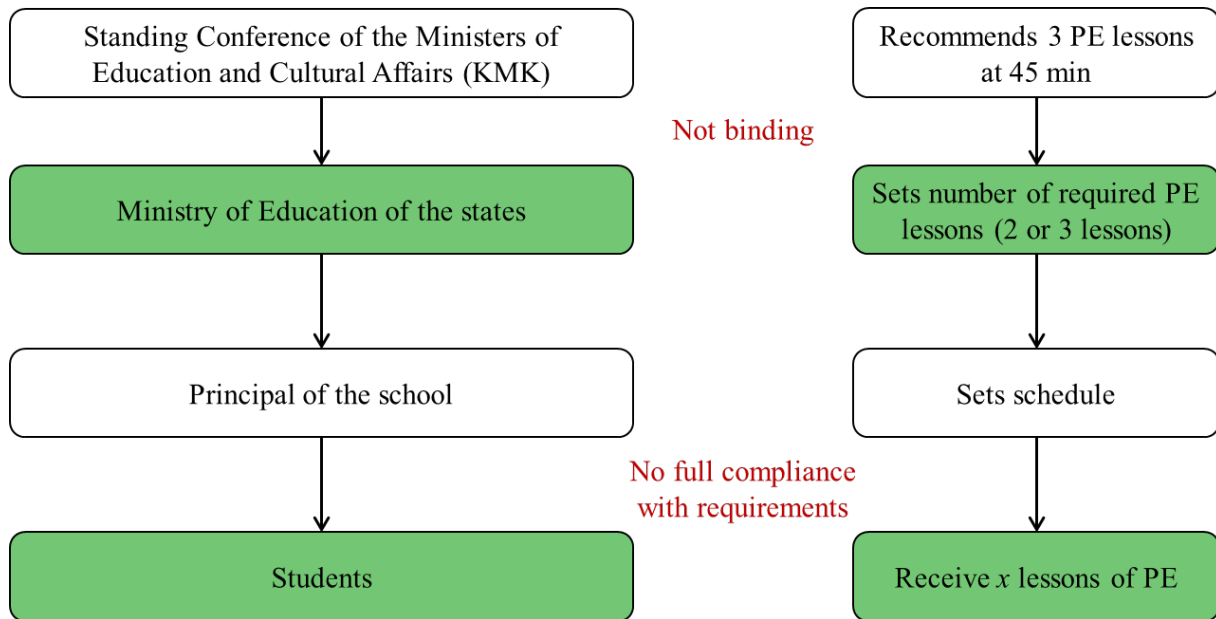 Standing Conference of the Ministers of
Education and Cultural Affairs (KMK)
Recommends 3 PE lessons
at 45 min
Not binding
Ministry of Education of the states
Sets number of required PE
lessons (2 or 3 lessons)
Principal of the school
Sets schedule
No full compliance
with requirements
Students
Receive x lessons of PE